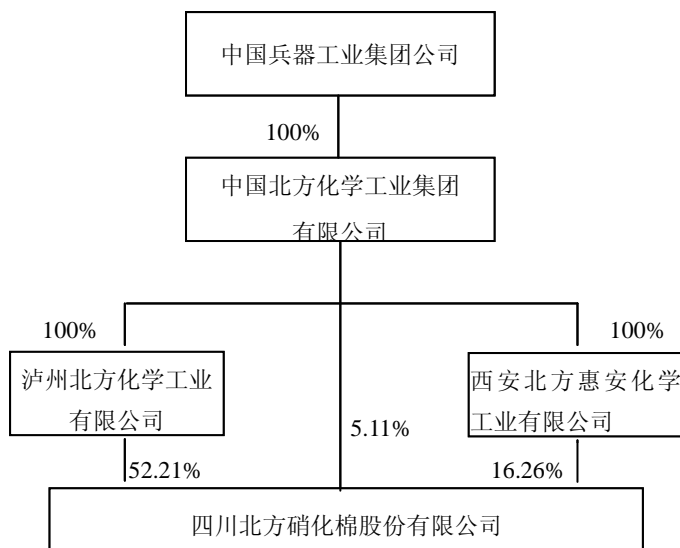 中国兵器工业集团公司
100%
中国北方化学工业集团
有限公司
100%
100%
泸州北方化学工业
有限公司
西安北方惠安化学
工业有限公司
5.11%
52.21%
16.26%
四川北方硝化棉股份有限公司